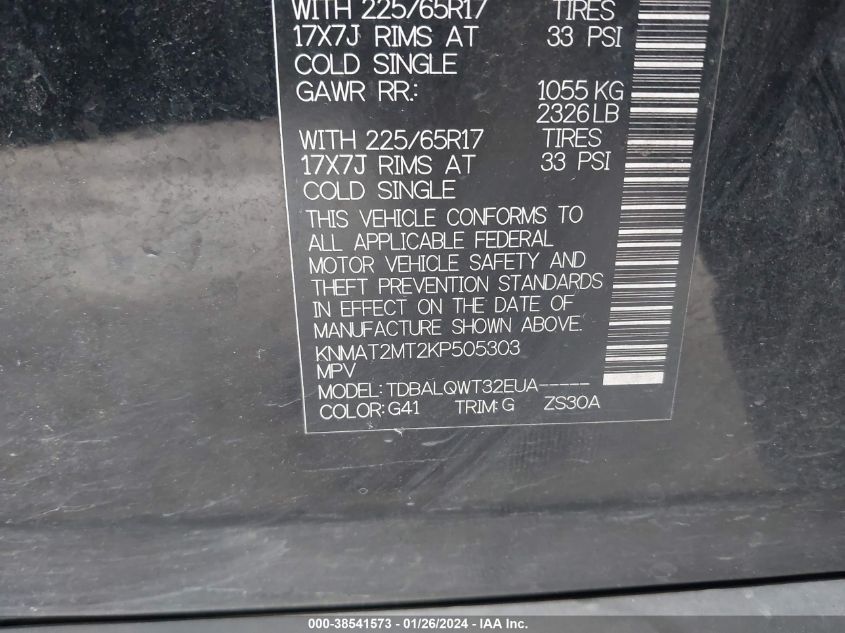 WITH 225/65R17 TIRES
17X7J RIMS AT 33 PSI
COLD SINGLE
GAWR RR: 1055 KG
2326 LB
WITH 225/65R17 TIRES
17X7J RIMS AT 33 PSI
COLD SINGLE
THIS VEHICLE CONFORMS TO
ALL APPLICABLE FEDERAL
MOTOR VEHICLE SAFETY AND
THEFT PREVENTION STANDARDS
IN EFFECT ON THE DATE OF
MANUFACTURE SHOWN ABOVE.
KNMAT2MT2KP505303
MPV
MODEL: TDBALQWT32EUA-----
COLOR: G41 TRIM: G ZS30A
000-38541573 - 01/26/2024 - IAA Inc.